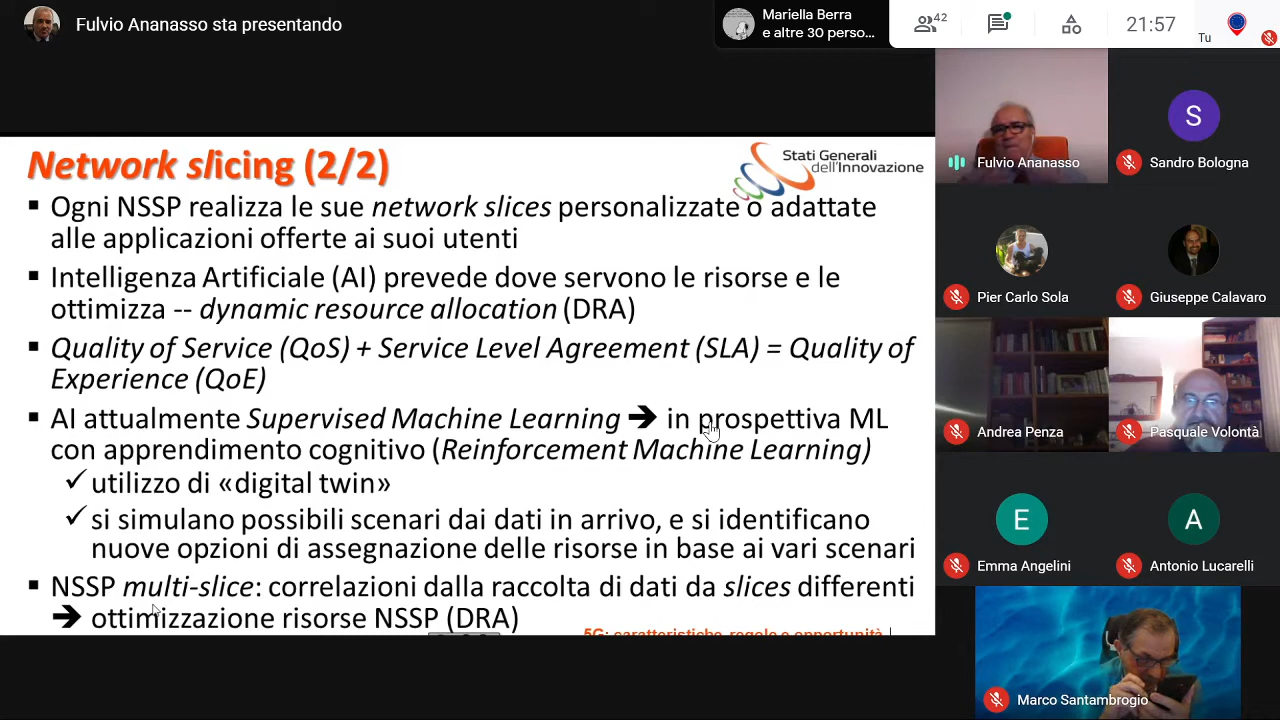 Fulvio Ananasso sta presentando
Mariella Berra
e altre 30 perso...
42
21:57
Tu
Network slicing (2/2)
Stati Generali
dell'Innovazione
▪ Ogni NSSP realizza le sue network slices personalizzate o adattate
alle applicazioni offerte ai suoi utenti
▪ Intelligenza Artificiale (AI) prevede dove servono le risorse e le
ottimizza -- dynamic resource allocation (DRA)
▪ Quality of Service (QoS) + Service Level Agreement (SLA) = Quality of
Experience (QoE)
▪ AI attualmente Supervised Machine Learning ➔ in prospettiva ML
con apprendimento cognitivo (Reinforcement Machine Learning)
✓ utilizzo di «digital twin»
✓ si simulano possibili scenari dai dati in arrivo, e si identificano
nuove opzioni di assegnazione delle risorse in base ai vari scenari
▪ NSSP multi-slice: correlazioni dalla raccolta di dati da slices differenti
➔ ottimizzazione risorse NSSP (DRA)
5G: caratteristiche, regole e opportunità
Fulvio Ananasso
S
Sandro Bologna
Pier Carlo Sola
Giuseppe Calavaro
Andrea Penza
Pasquale Volontà
E
Emma Angelini
A
Antonio Lucarelli
Marco Santambrogio